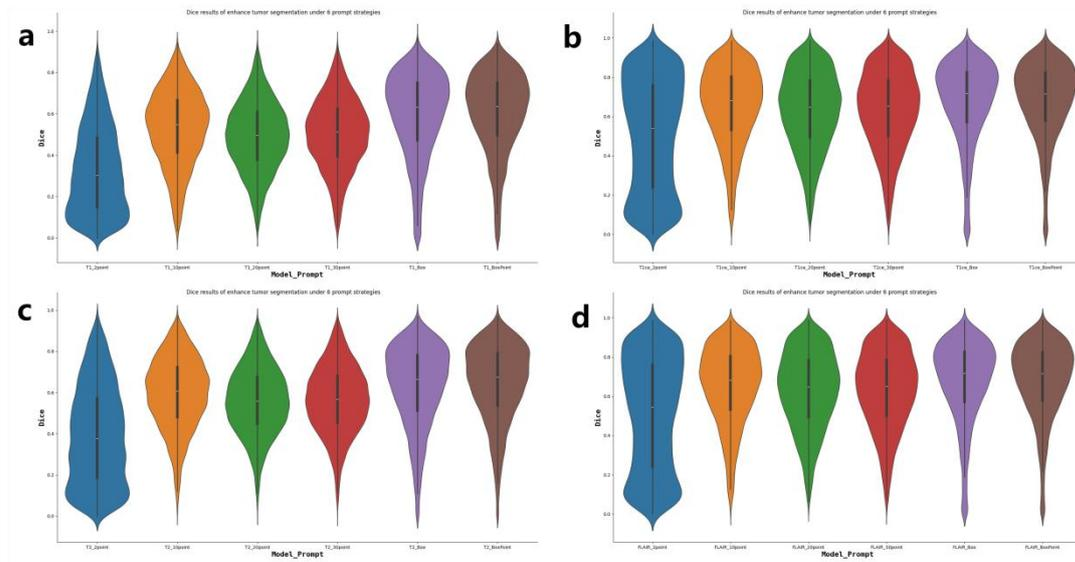 a
Dice results of enhance tumor segmentation under 6 prompt strategies
1.0
0.8
0.6
0.4
0.2
0.0
Dice
T1_2point
T1_10point
T1_20point
T1_30point
T1_Box
T1_BoxPoint
Model_Prompt
b
Dice results of enhance tumor segmentation under 6 prompt strategies
1.0
0.8
0.6
0.4
0.2
0.0
Dice
T1ce_2point
T1ce_10point
T1ce_20point
T1ce_30point
T1ce_Box
T1ce_BoxPoint
Model_Prompt
c
Dice results of enhance tumor segmentation under 6 prompt strategies
1.0
0.8
0.6
0.4
0.2
0.0
Dice
T2_2point
T2_10point
T2_20point
T2_30point
T2_Box
T2_BoxPoint
Model_Prompt
d
Dice results of enhance tumor segmentation under 6 prompt strategies
1.0
0.8
0.6
0.4
0.2
0.0
Dice
FLAIR_2point
FLAIR_10point
FLAIR_20point
FLAIR_30point
FLAIR_Box
FLAIR_BoxPoint
Model_Prompt